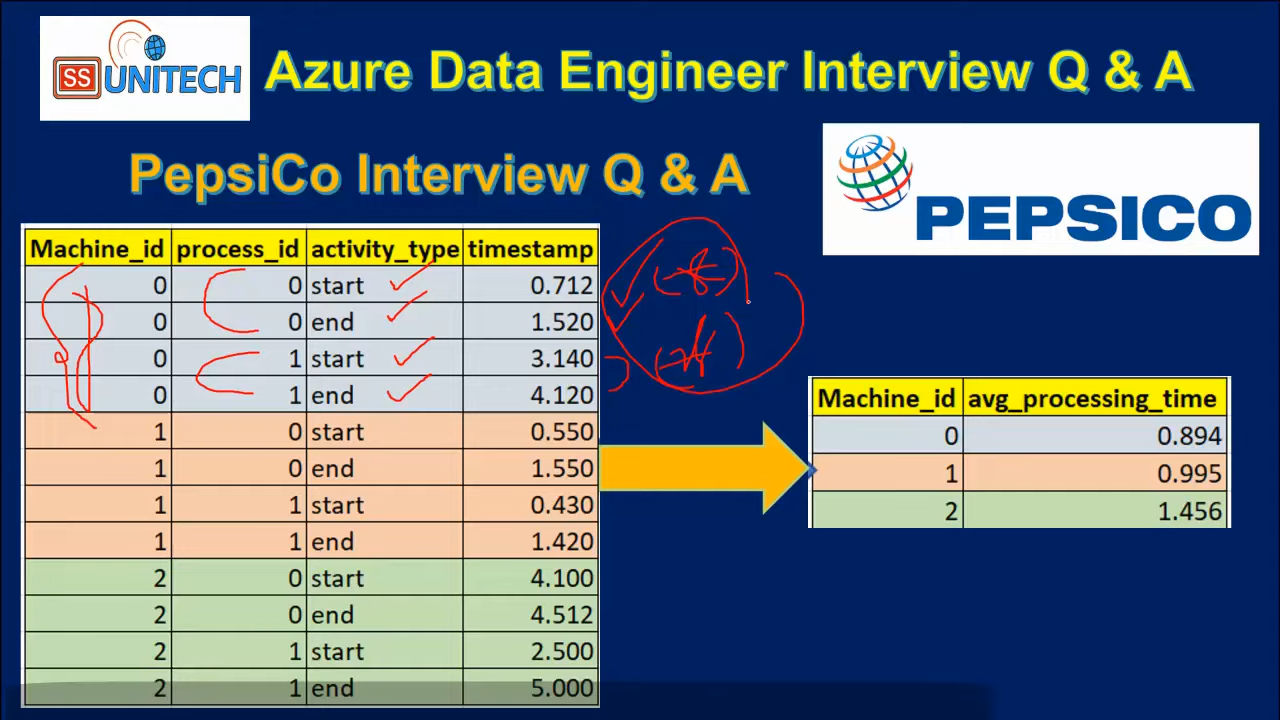 SS UNITECH
Azure Data Engineer Interview Q & A
PepsiCo Interview Q & A
PEPSICO
Machine_id process_id activity_type timestamp
0 0 start 0.712
0 0 end 1.520
0 1 start 3.140
0 1 end 4.120
1 0 start 0.550
1 0 end 1.550
1 1 start 0.430
1 1 end 1.420
2 0 start 4.100
2 0 end 4.512
2 1 start 2.500
2 1 end 5.000
Machine_id avg_processing_time
0 0.894
1 0.995
2 1.456